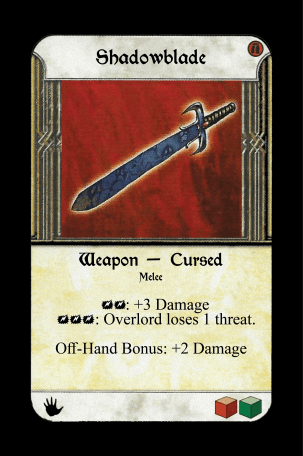 Shadowblade
Weapon — Cursed
Melee
: +3 Damage
: Overlord loses 1 threat.
Off-Hand Bonus: +2 Damage